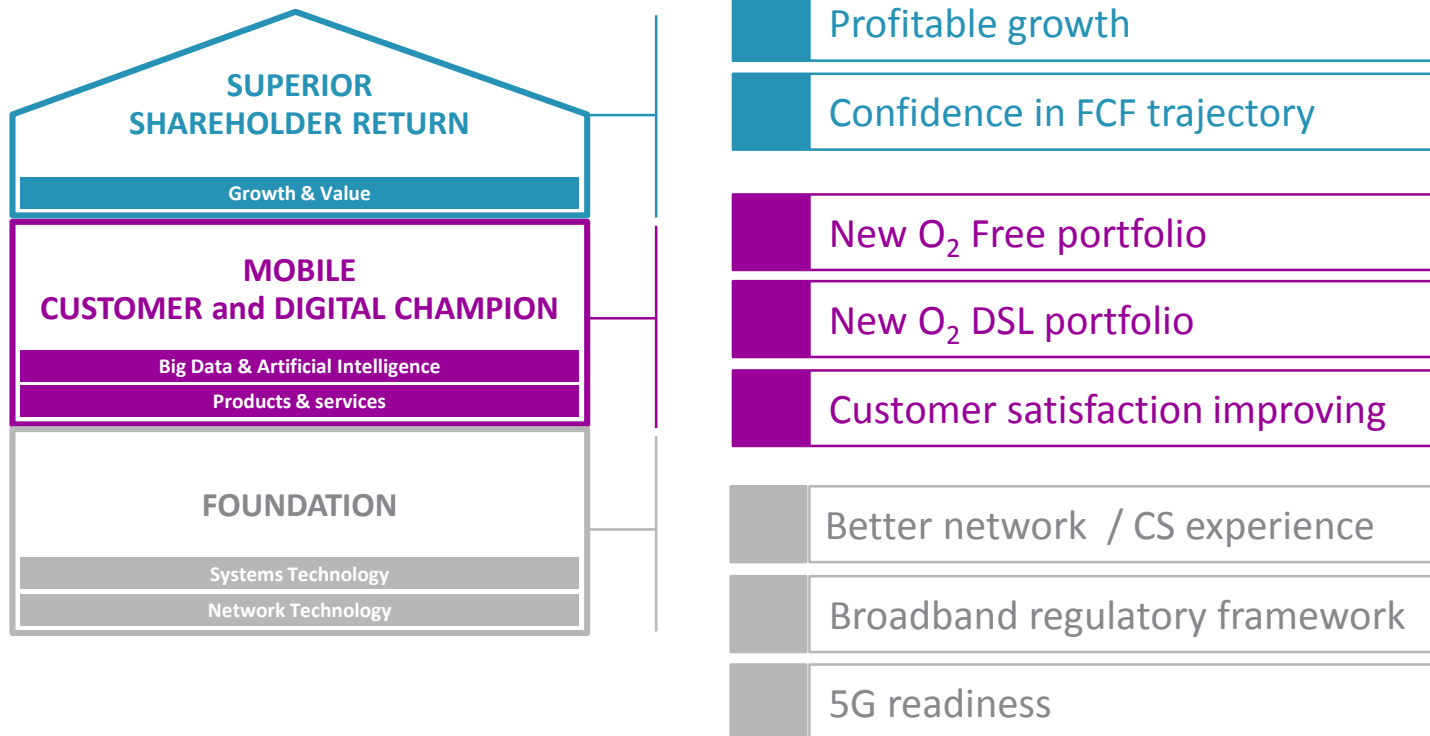 SUPERIOR
SHAREHOLDER RETURN
Growth & Value
Profitable growth
Confidence in FCF trajectory
MOBILE
CUSTOMER and DIGITAL CHAMPION
Big Data & Artificial Intelligence
Products & services
New O₂ Free portfolio
New O₂ DSL portfolio
Customer satisfaction improving
FOUNDATION
Systems Technology
Network Technology
Better network / CS experience
Broadband regulatory framework
5G readiness